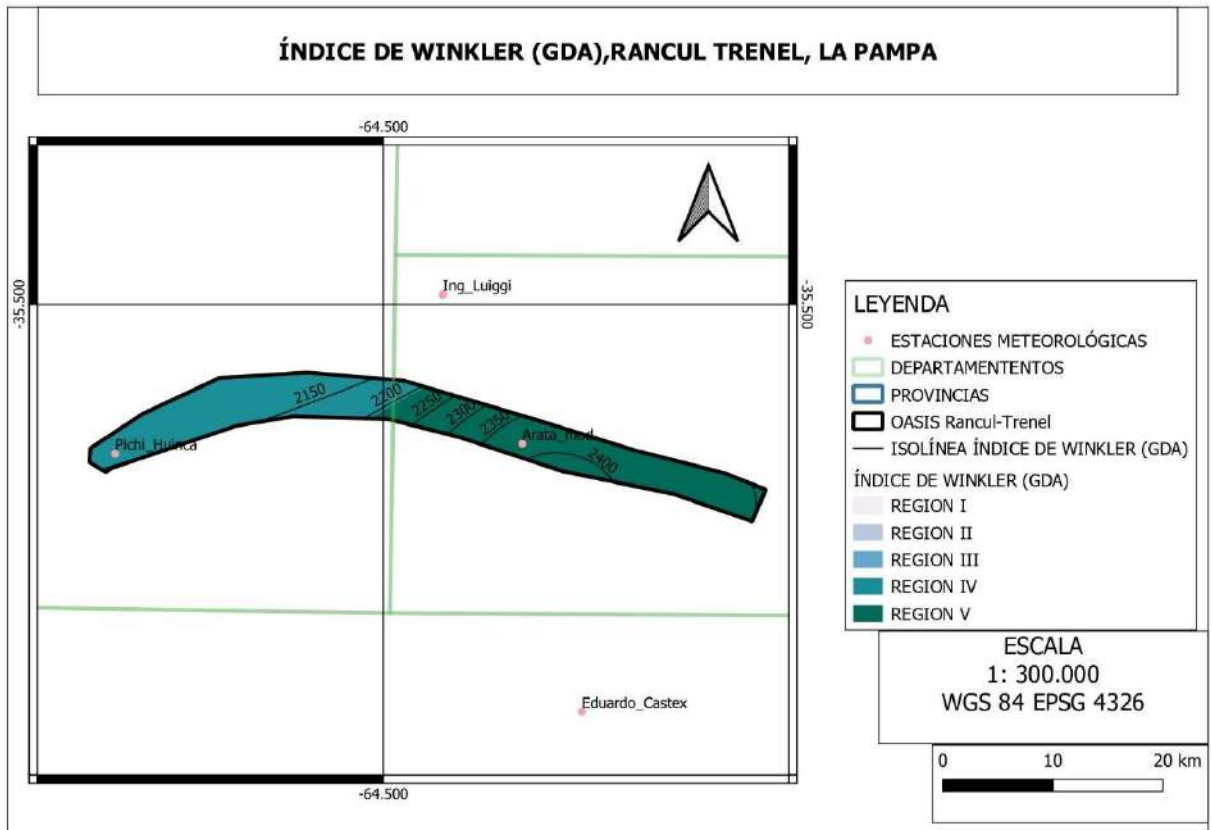 ÍNDICE DE WINKLER (GDA),RANCUL TRENEL, LA PAMPA
-64.500
-35.500
-35.500
Ing_Luiggi
2150
2200
2250
2300
2350
2400
Pichi_Huinca
Arata_mod
Eduardo_Castex
-64.500
LEYENDA
ESTACIONES METEOROLÓGICAS
DEPARTAMENTENTOS
PROVINCIAS
OASIS Rancul-Trenel
ISOLÍNEA ÍNDICE DE WINKLER (GDA)
ÍNDICE DE WINKLER (GDA)
REGION I
REGION II
REGION III
REGION IV
REGION V
ESCALA
1: 300.000
WGS 84 EPSG 4326
0 10 20 km